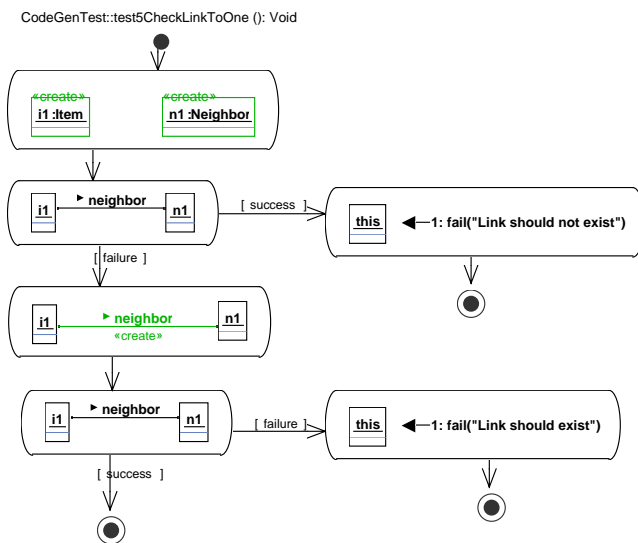 CodeGenTest::test5CheckLinkToOne (): Void
«create» «create»
i1 :Item n1 :Neighbor
i1 neighbor n1
[ success ]
this 1: fail("Link should not exist")
[ failure ]
i1 neighbor n1
«create»
i1 neighbor n1
[ failure ]
this 1: fail("Link should exist")
[ success ]